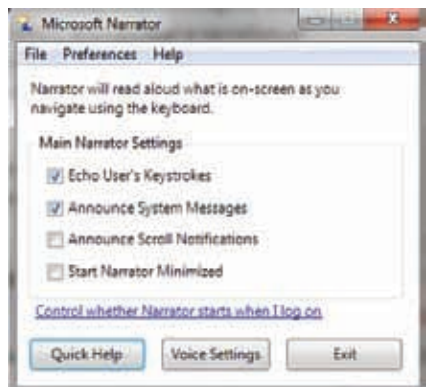 Microsoft Narrator
File Preferences Help
Narrator will read aloud what is on-screen as you
navigate using the keyboard.
Main Narrator Settings
Echo User's Keystrokes
Announce System Messages
Announce Scroll Notifications
Start Narrator Minimized
Control whether Narrator starts when I log on
Quick Help Voice Settings Exit